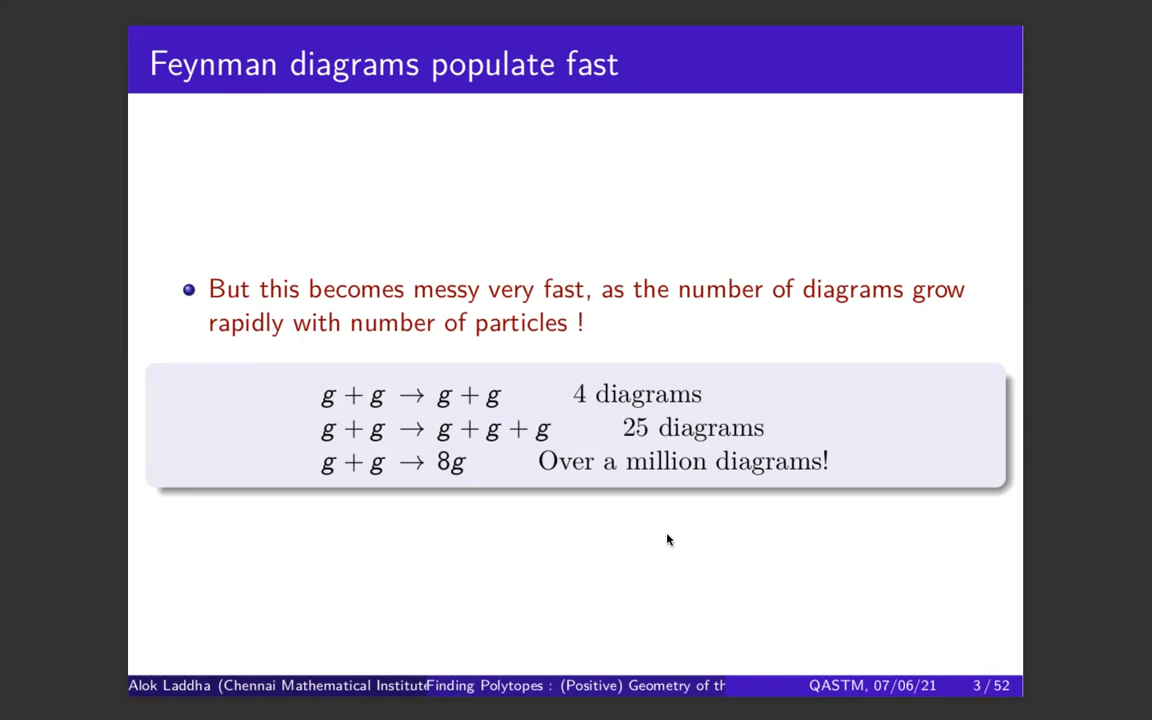 Feynman diagrams populate fast
But this becomes messy very fast, as the number of diagrams grow
rapidly with number of particles !
g + g → g + g 4 diagrams
g + g → g + g + g 25 diagrams
g + g → 8g Over a million diagrams!
Alok Laddha (Chennai Mathematical Institute Finding Polytopes : (Positive) Geometry of th QASTM, 07/06/21 3 / 52